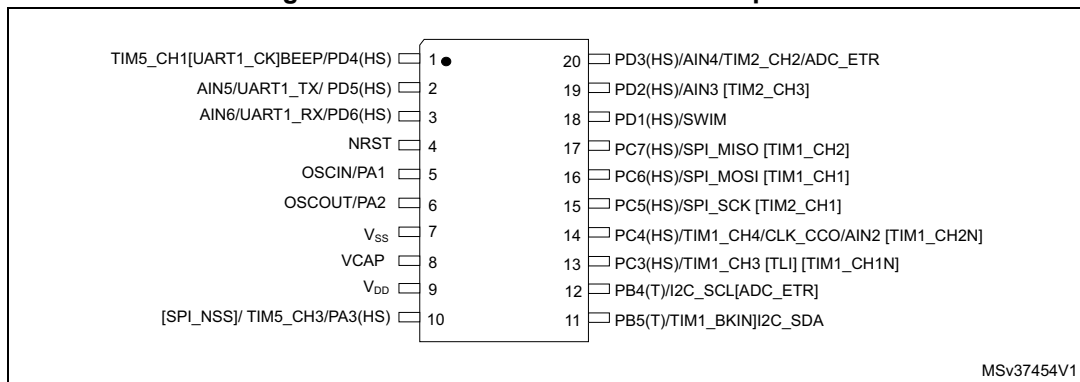 TIM5_CH1[UART1_CK]BEEP/PD4(HS) 1 20 PD3(HS)/AIN4/TIM2_CH2/ADC_ETR
AIN5/UART1_TX/ PD5(HS) 2 19 PD2(HS)/AIN3 [TIM2_CH3]
AIN6/UART1_RX/PD6(HS) 3 18 PD1(HS)/SWIM
NRST 4 17 PC7(HS)/SPI_MISO [TIM1_CH2]
OSCIN/PA1 5 16 PC6(HS)/SPI_MOSI [TIM1_CH1]
OSCOUT/PA2 6 15 PC5(HS)/SPI_SCK [TIM2_CH1]
VSS 7 14 PC4(HS)/TIM1_CH4/CLK_CCO/AIN2 [TIM1_CH2N]
VCAP 8 13 PC3(HS)/TIM1_CH3 [TLI] [TIM1_CH1N]
VDD 9 12 PB4(T)/I2C_SCL[ADC_ETR]
[SPI_NSS]/ TIM5_CH3/PA3(HS) 10 11 PB5(T)/TIM1_BKIN]I2C_SDA
MSv37454V1